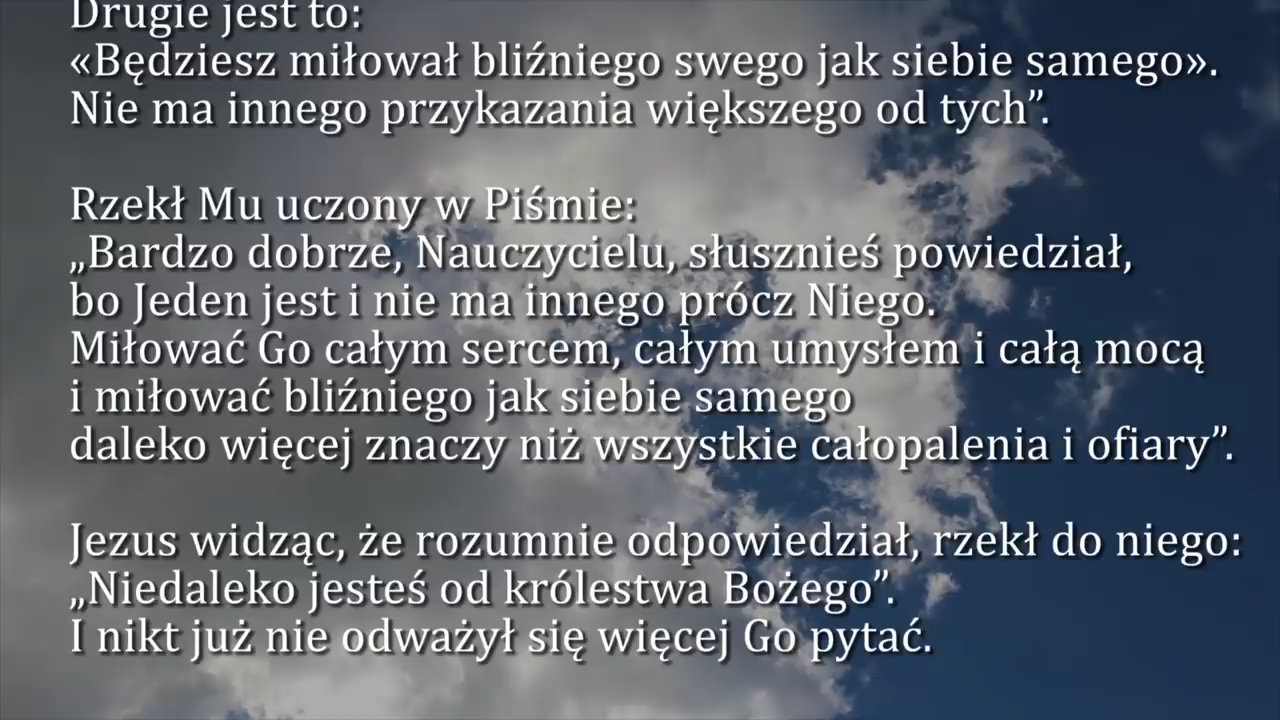 Drugie jest to:
«Będziesz miłował bliźniego swego jak siebie samego».
Nie ma innego przykazania większego od tych”.
Rzekł Mu uczony w Piśmie:
„Bardzo dobrze, Nauczycielu, słusznieś powiedział,
bo Jeden jest i nie ma innego prócz Niego.
Miłować Go całym sercem, całym umysłem i całą mocą
i miłować bliźniego jak siebie samego
daleko więcej znaczy niż wszystkie całopalenia i ofiary”.
Jezus widząc, że rozumnie odpowiedział, rzekł do niego:
„Niedaleko jesteś od królestwa Bożego”.
I nikt już nie odważył się więcej Go pytać.